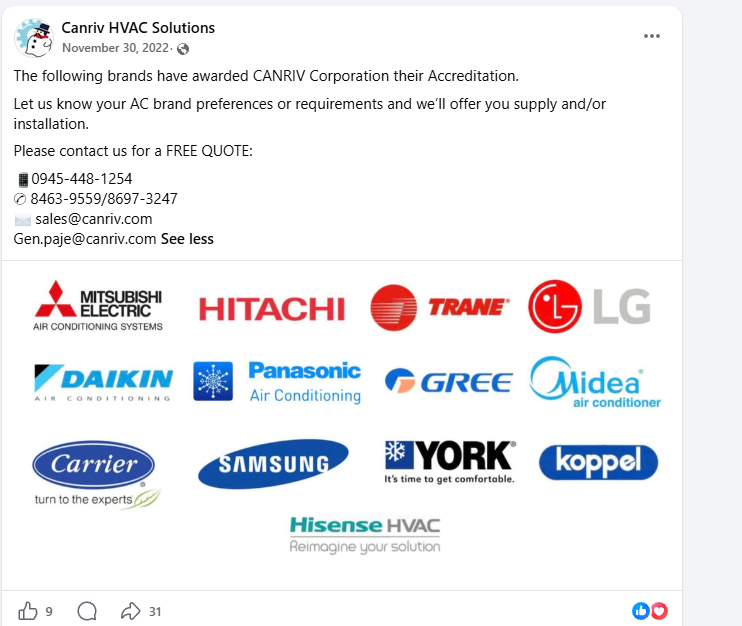 Canriv HVAC Solutions
November 30, 2022 ·
The following brands have awarded CANRIV Corporation their Accreditation.
Let us know your AC brand preferences or requirements and we'll offer you supply and/or
installation.
Please contact us for a FREE QUOTE:
0945-448-1254
8463-9559/8697-3247
sales@canriv.com
Gen.paje@canriv.com See less
MITSUBISHI
ELECTRIC
AIR CONDITIONING SYSTEMS
HITACHI
TRANE®
LG
DAIKIN
AIR CONDITIONING
Panasonic
Air Conditioning
GREE
Midea®
air conditioner
Carrier®
turn to the experts
SAMSUNG
YORK®
It's time to get comfortable.
koppel
Hisense HVAC
Reimagine your solution
9
31